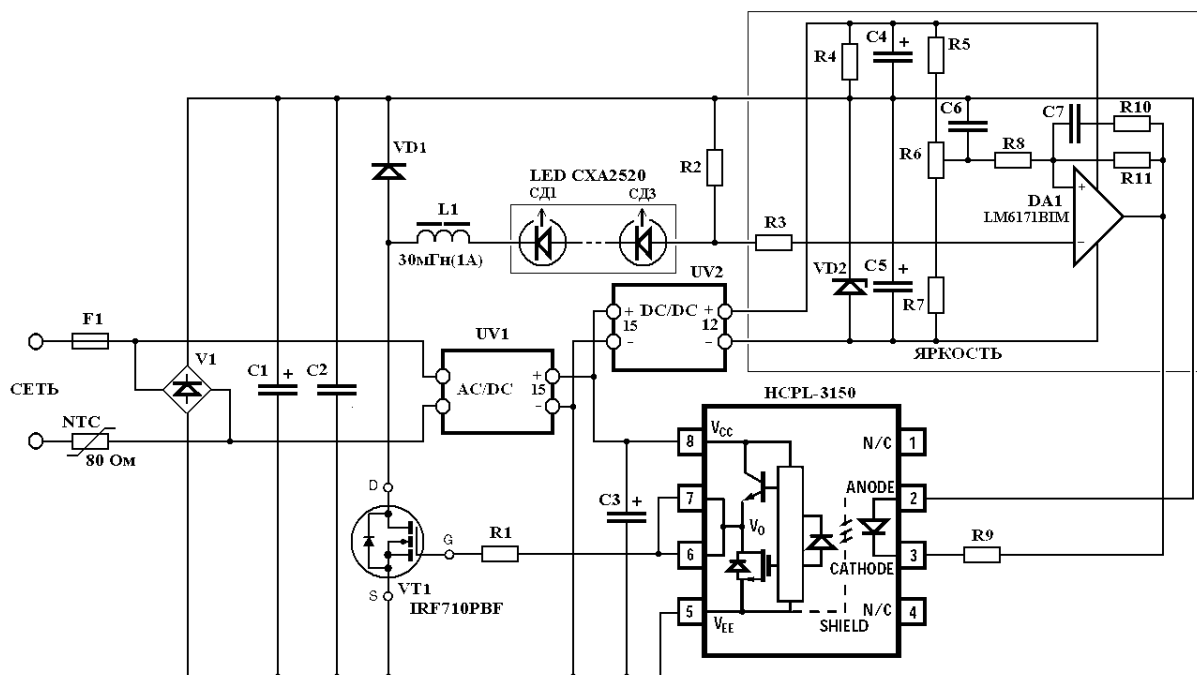 C4 +
R4
R5
C6
C7
R10
R8
R6
R11
VD1
R2
LED CXA2520
СД1
СД3
DA1
LM6171BIM
+
−
L1
30мГн(1А)
R3
VD2
C5 +
R7
UV2
+ DC/DC +
15 12
− −
ЯРКОСТЬ
F1
V1
UV1
+
AC/DC 15
−
СЕТЬ
C1 +
C2
NTC
80 Ом
HCPL-3150
8 VCC
N/C 1
C3 +
7
ANODE 2
VO
6
CATHODE 3
R9
5
VEE
SHIELD
N/C 4
D
R1
G
VT1
S
IRF710PBF